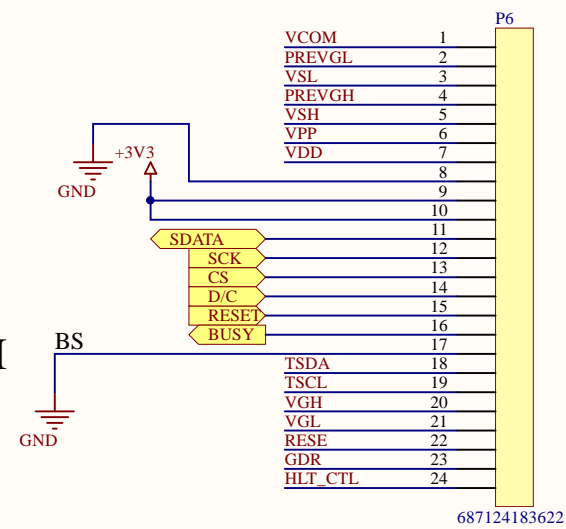 P6
VCOM 1
PREVGL 2
VSL 3
PREVGH 4
VSH 5
VPP 6
VDD 7
8
+3V3
GND
9
10
SDATA 11
SCK 12
CS 13
D/C 14
RESET 15
BUSY 16
BS 17
TSDA 18
TSCL 19
VGH 20
GND
VGL 21
RESE 22
GDR 23
HLT_CTL 24
687124183622